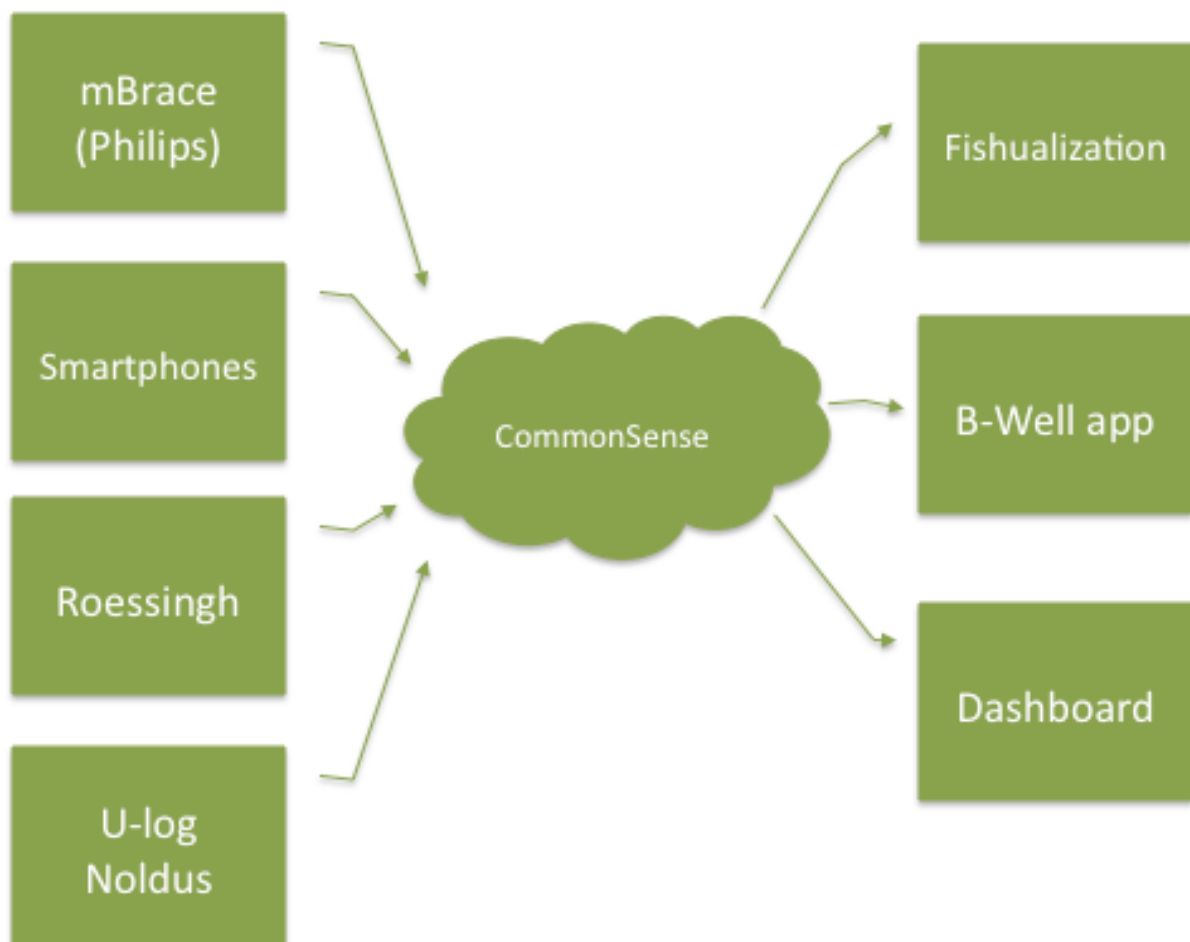 mBrace
(Philips)
Smartphones
Roessingh
U-log
Noldus
CommonSense
Fishualization
B-Well app
Dashboard